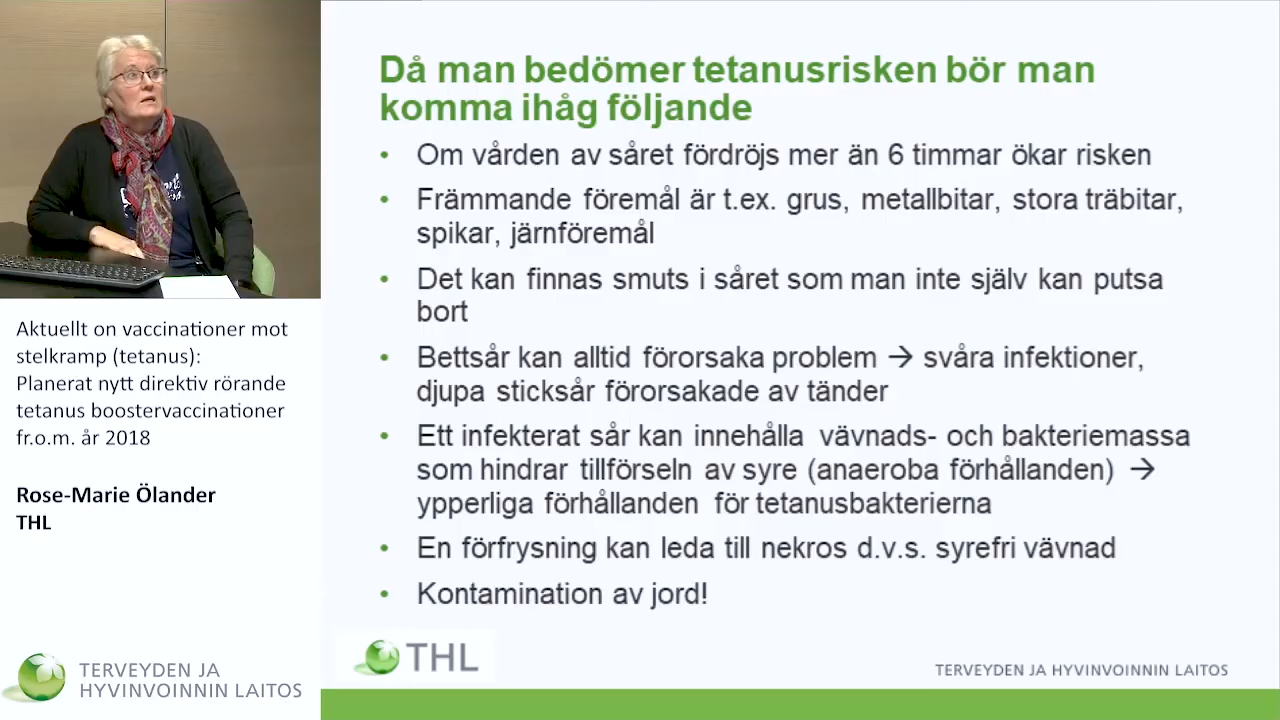 Då man bedömer tetanusrisken bör man
komma ihåg följande
• Om vården av såret fördröjs mer än 6 timmar ökar risken
• Främmande föremål är t.ex. grus, metallbitar, stora träbitar,
spikar, järnföremål
• Det kan finnas smuts i såret som man inte själv kan putsa
bort
• Bettsår kan alltid förorsaka problem → svåra infektioner,
djupa sticksår förorsakade av tänder
• Ett infekterat sår kan innehålla vävnads- och bakteriemassa
som hindrar tillförseln av syre (anaeroba förhållanden) →
ypperliga förhållanden för tetanusbakterierna
• En förfrysning kan leda till nekros d.v.s. syrefri vävnad
• Kontamination av jord!
THL
TERVEYDEN JA HYVINVOINNIN LAITOS
Aktuellt on vaccinationer mot
stelkramp (tetanus):
Planerat nytt direktiv rörande
tetanus boostervaccinationer
fr.o.m. år 2018
Rose-Marie Ölander
THL
TERVEYDEN JA
HYVINVOINNIN LAITOS